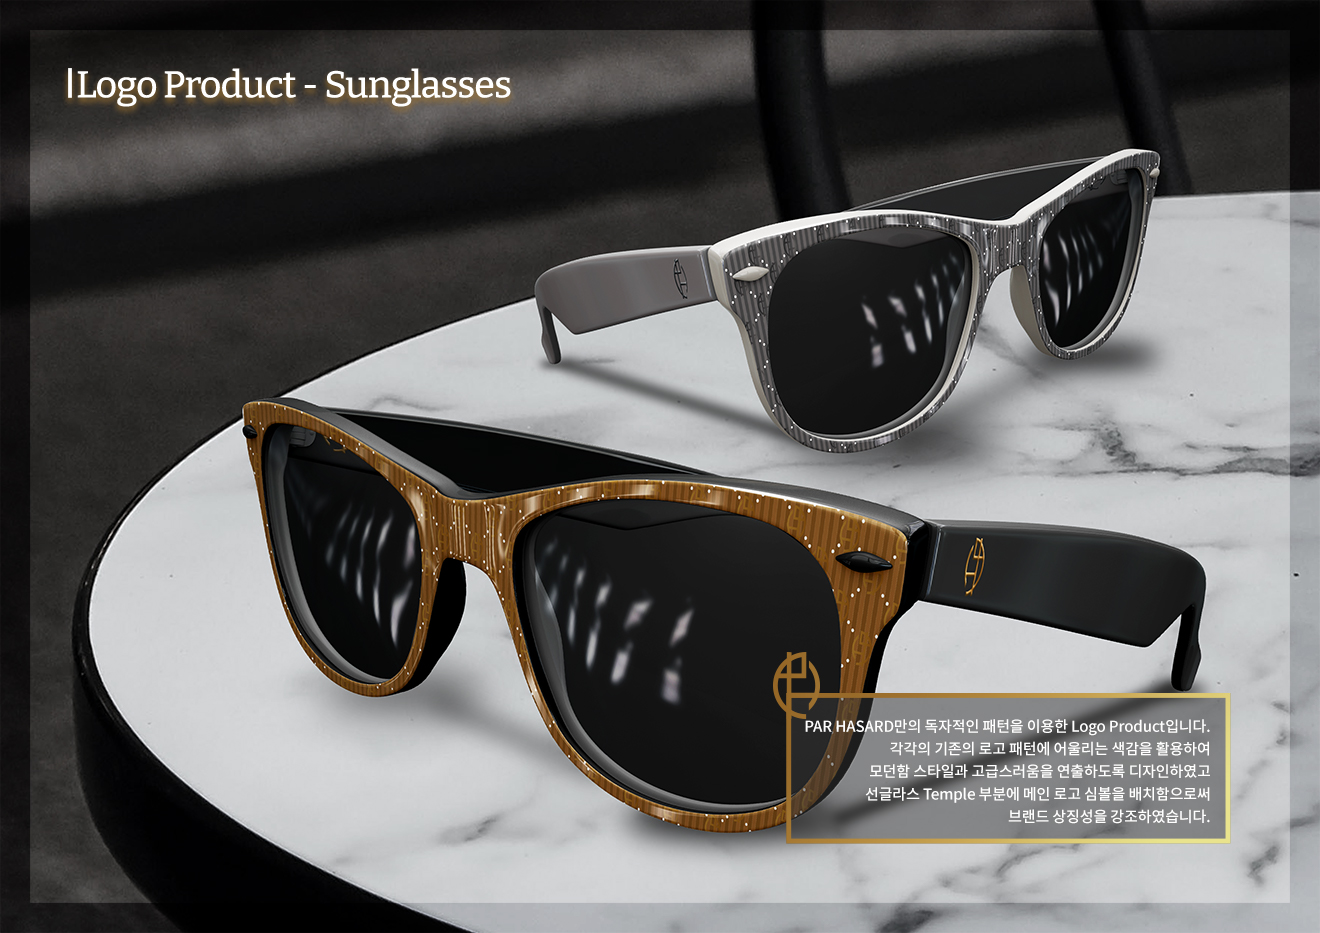 Logo Product - Sunglasses
PAR HASARD만의 독자적인 패턴을 이용한 Logo Product입니다.
각각의 기존의 로고 패턴에 어울리는 색감을 활용하여
모던함 스타일과 고급스러움을 연출하도록 디자인하였고
선글라스 Temple 부분에 메인 로고 심볼을 배치함으로써
브랜드 상징성을 강조하였습니다.